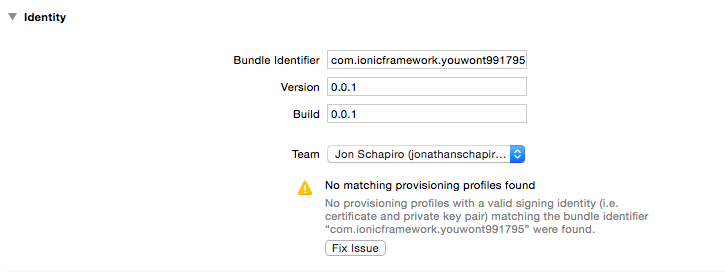 Identity
Bundle Identifier com.ionicframework.youwont991795
Version 0.0.1
Build 0.0.1
Team Jon Schapiro (jonathanschapir...
No matching provisioning profiles found
No provisioning profiles with a valid signing identity (i.e.
certificate and private key pair) matching the bundle identifier
“com.ionicframework.youwont991795” were found.
Fix Issue